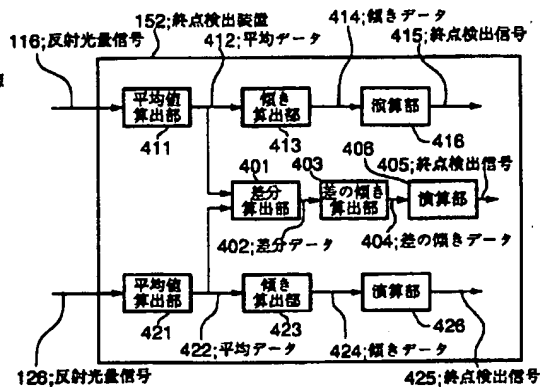 152;終点検出装置
116;反射光量信号
412;平均データ
414;傾きデータ
415;終点検出信号
平均値
算出部
411
傾き
算出部
413
演算部
416
401
差分
算出部
403
差の傾き
算出部
406
演算部
405;終点検出信号
402;差分データ
404;差の傾きデータ
平均値
算出部
421
傾き
算出部
423
演算部
426
126;反射光量信号
422;平均データ
424;傾きデータ
425;終点検出信号